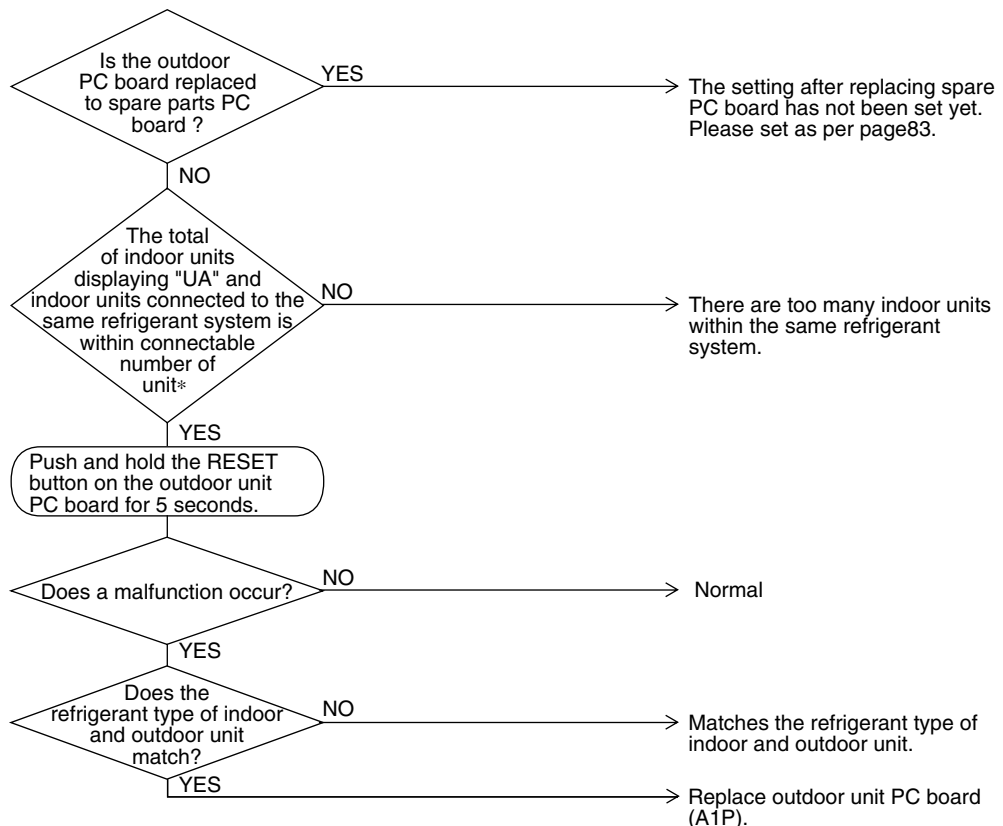 Is the outdoor
PC board replaced
to spare parts PC
board ?
YES
The setting after replacing spare
PC board has not been set yet.
Please set as per page83.
NO
The total
of indoor units
displaying "UA" and
indoor units connected to the
same refrigerant system is
within connectable
number of
unit*
NO
There are too many indoor units
within the same refrigerant
system.
YES
Push and hold the RESET
button on the outdoor unit
PC board for 5 seconds.
Does a malfunction occur?
NO
Normal
YES
Does the
refrigerant type of indoor
and outdoor unit
match?
NO
Matches the refrigerant type of
indoor and outdoor unit.
YES
Replace outdoor unit PC board
(A1P).